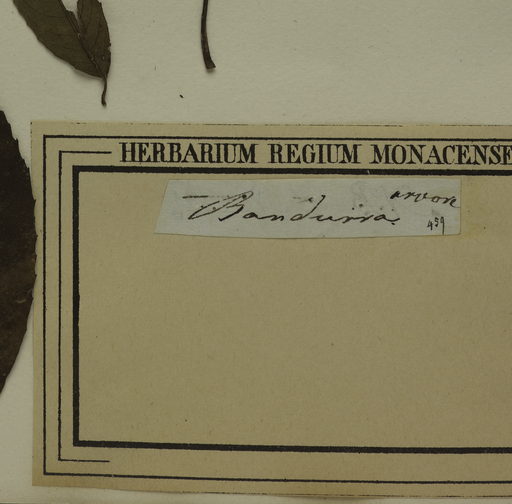 HERBARIUM REGIUM MONACENSE
Bandurria arvore
459